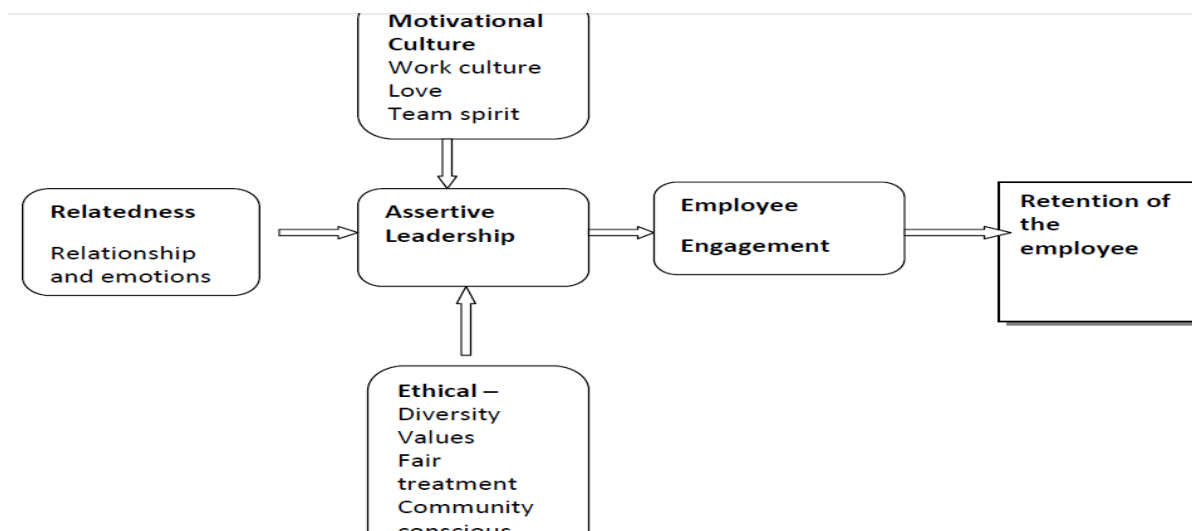 Motivational
Culture
Work culture
Love
Team spirit
Relatedness
Relationship
and emotions
Assertive
Leadership
Employee
Engagement
Retention of
the
employee
Ethical –
Diversity
Values
Fair
treatment
Community
conscious